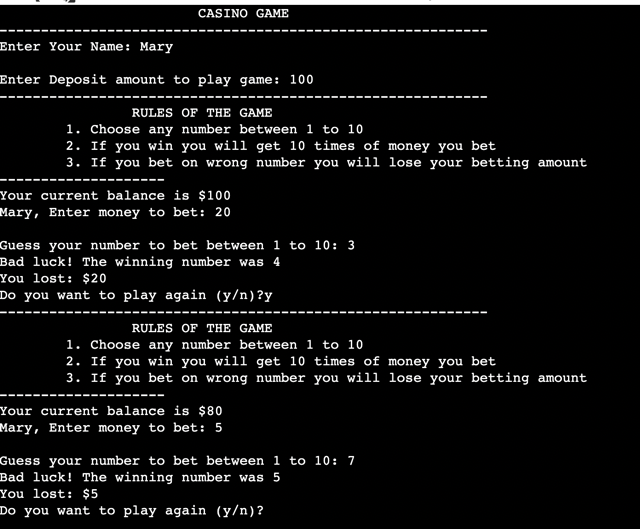 CASINO GAME
Enter Your Name: Mary
Enter Deposit amount to play game: 100
RULES OF THE GAME
1. Choose any number between 1 to 10
2. If you win you will get 10 times of money you bet
3. If you bet on wrong number you will lose your betting amount
Your current balance is $100
Mary, Enter money to bet: 20
Guess your number to bet between 1 to 10: 3
Bad luck! The winning number was 4
You lost: $20
Do you want to play again (y/n)?y
RULES OF THE GAME
1. Choose any number between 1 to 10
2. If you win you will get 10 times of money you bet
3. If you bet on wrong number you will lose your betting amount
Your current balance is $80
Mary, Enter money to bet: 5
Guess your number to bet between 1 to 10: 7
Bad luck! The winning number was 5
You lost: $5
Do you want to play again (y/n)?